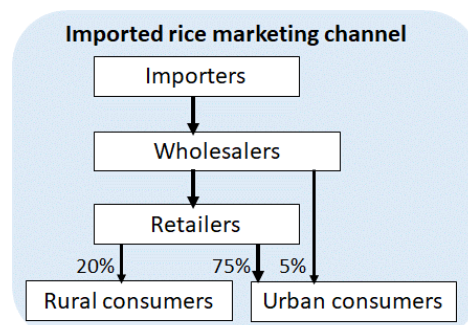 Imported rice marketing channel
Importers
Wholesalers
Retailers
20% 75% 5%
Rural consumers Urban consumers